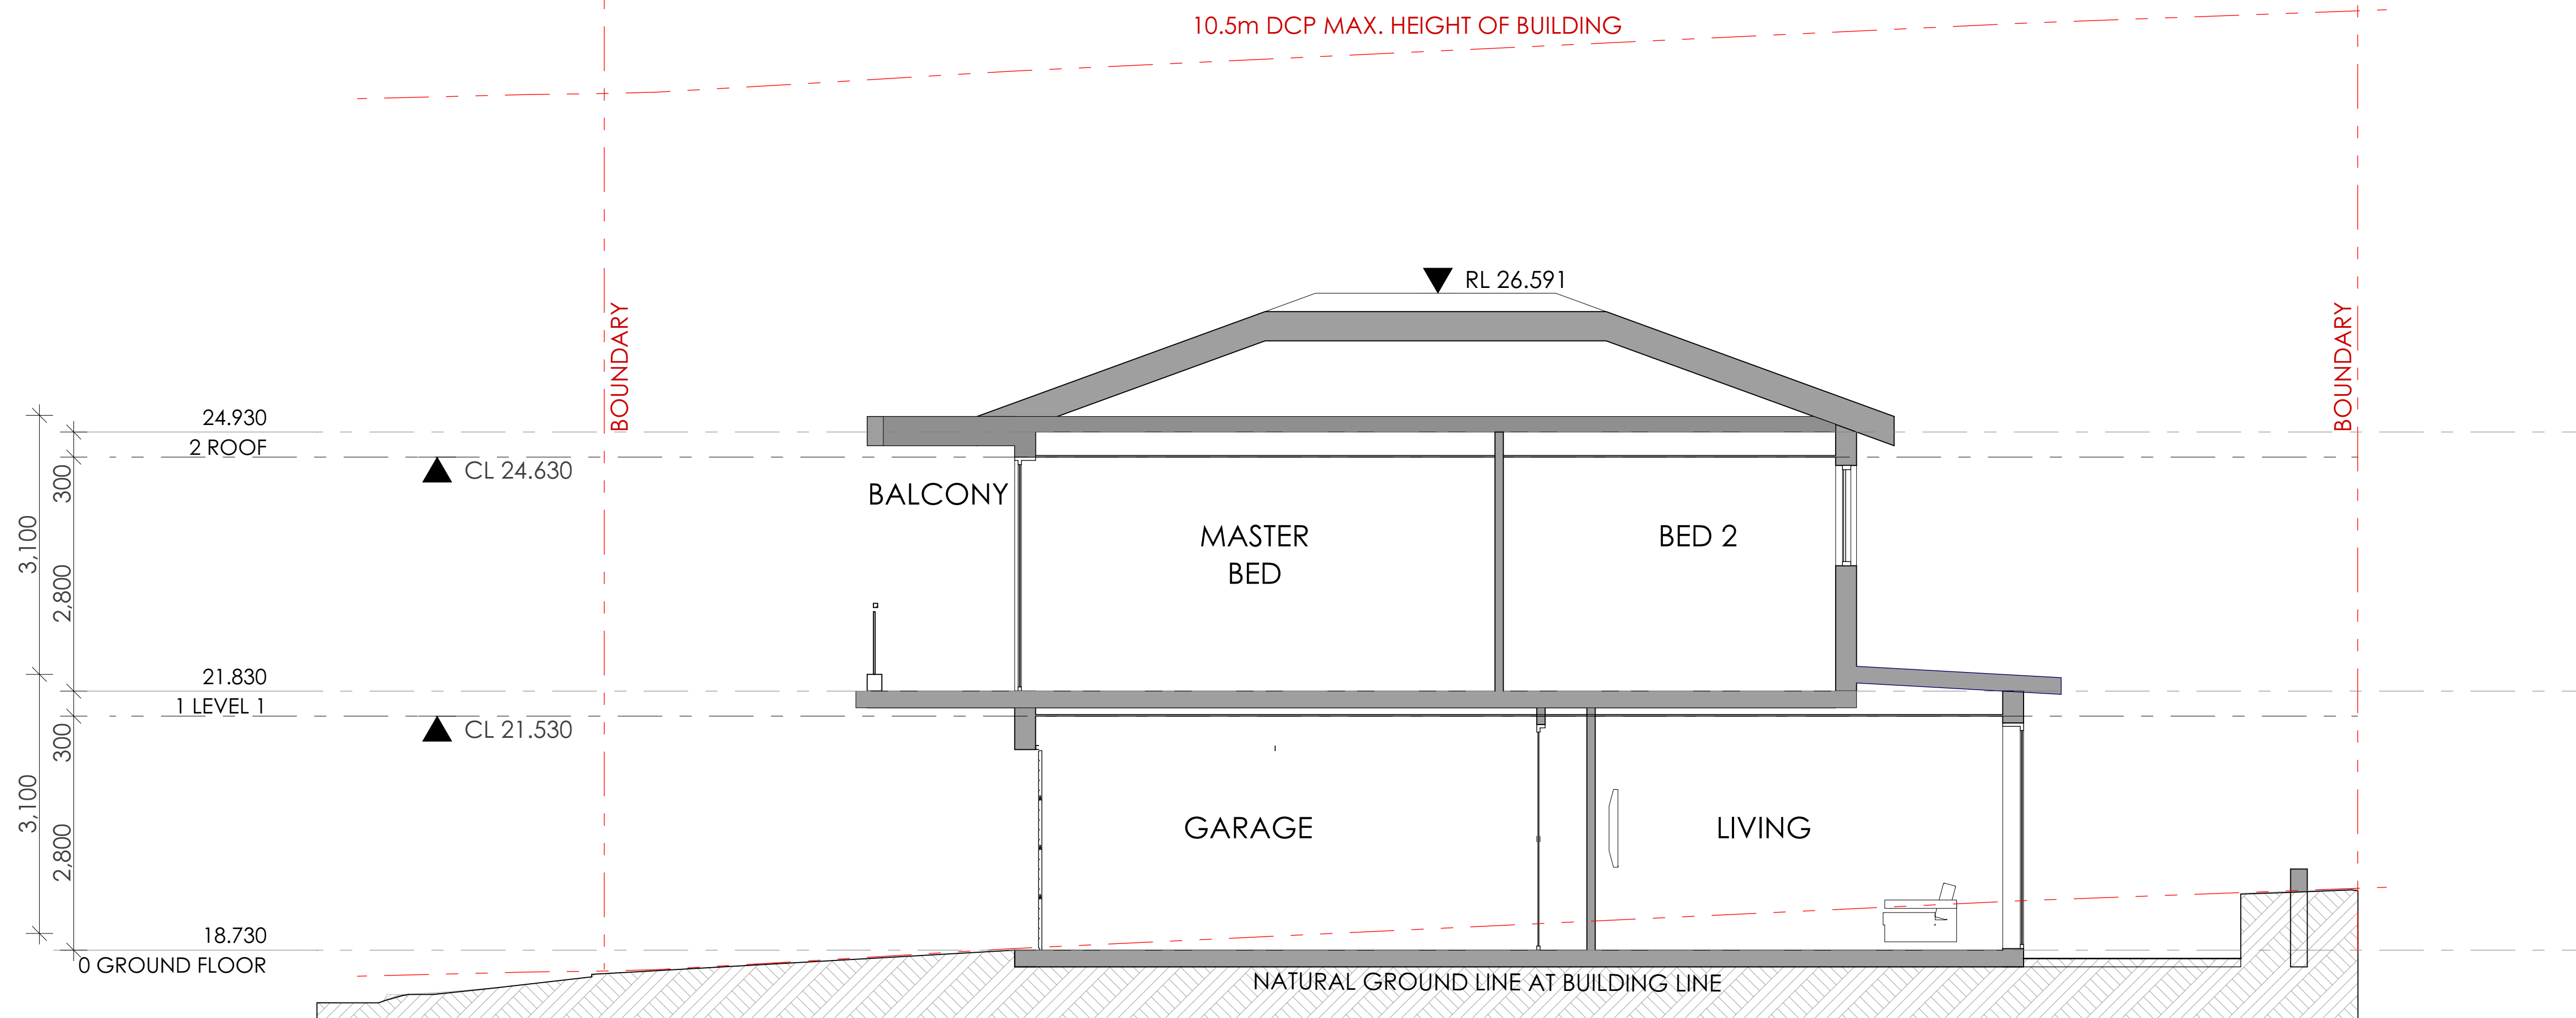 10.5m DCP MAX. HEIGHT OF BUILDING
RL 26.591
BOUNDARY
BOUNDARY
24.930
2 ROOF
CL 24.630
300
BALCONY
MASTER
BED
BED 2
3,100
2,800
21.830
1 LEVEL 1
CL 21.530
300
GARAGE
LIVING
3,100
2,800
18.730
0 GROUND FLOOR
NATURAL GROUND LINE AT BUILDING LINE